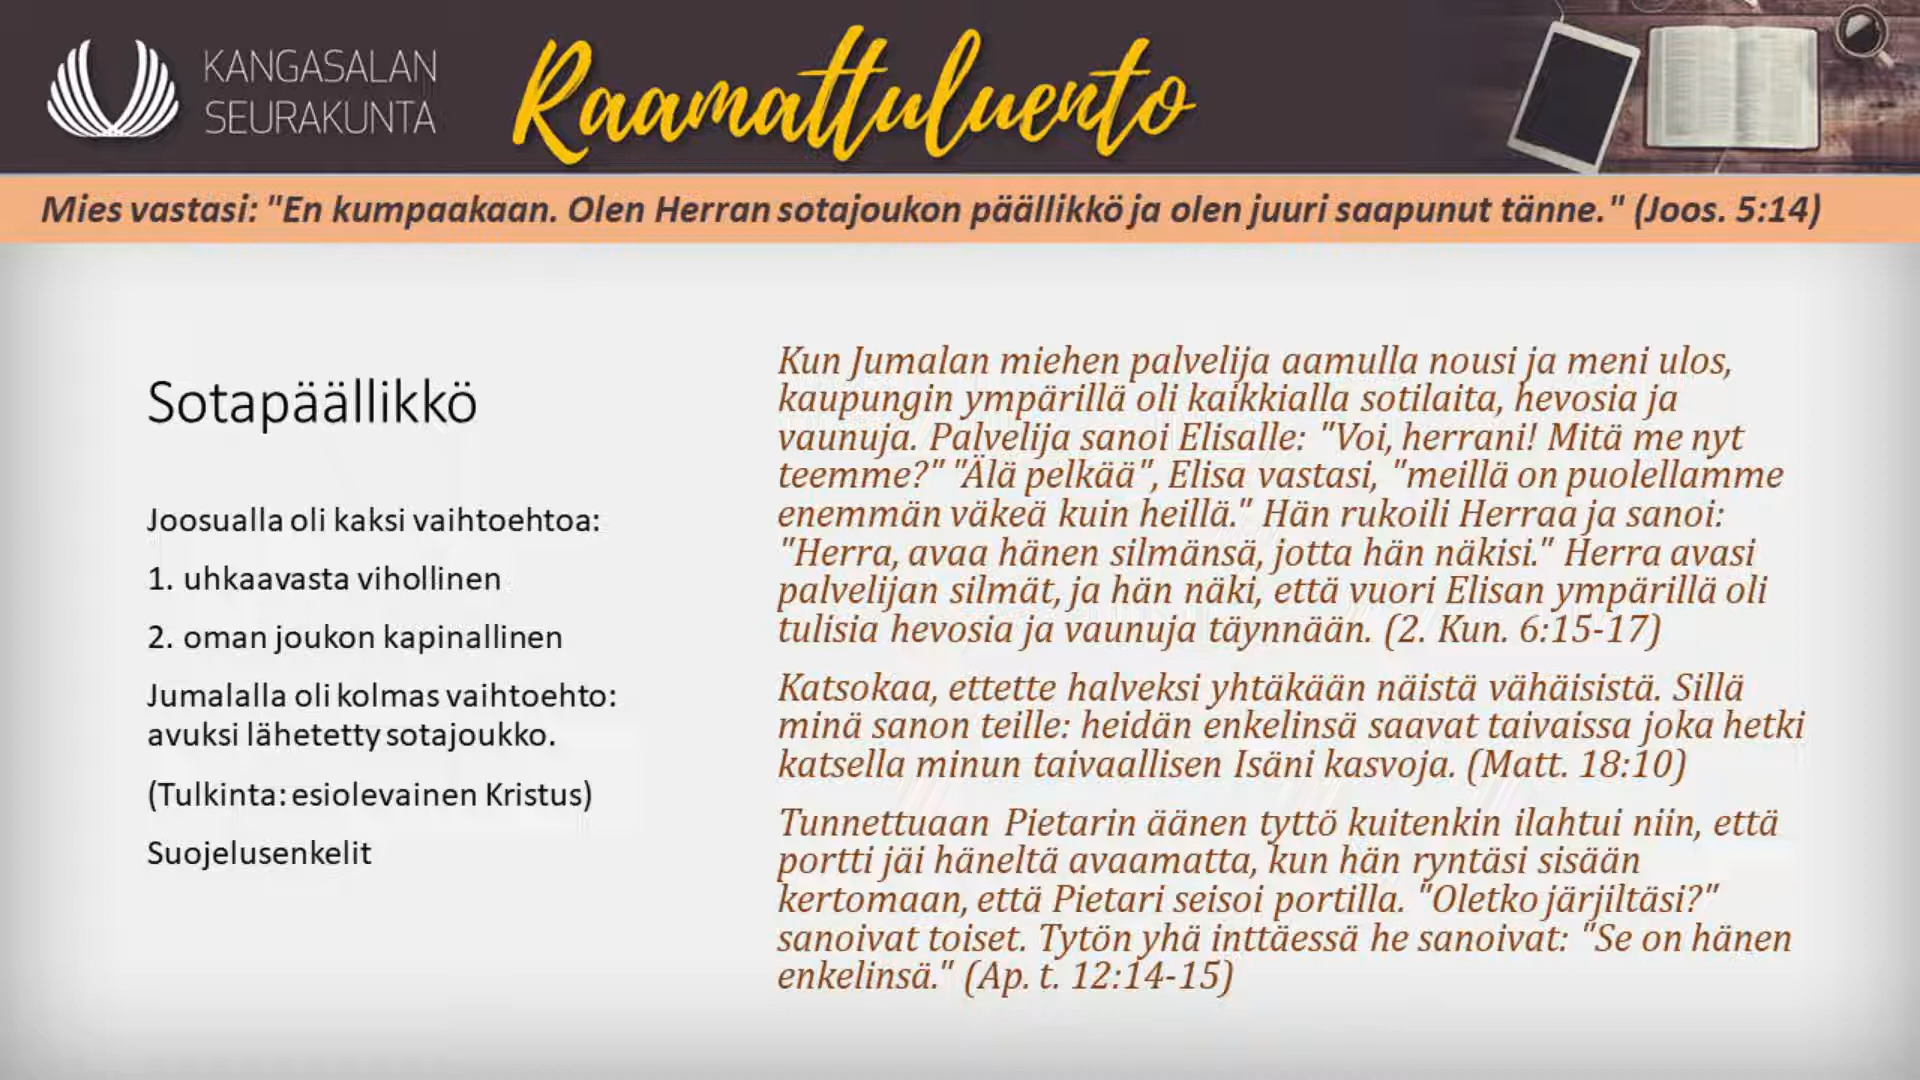 KANGASALAN
SEURAKUNTA
Raamattuluento
Mies vastasi: "En kumpaakaan. Olen Herran sotajoukon päällikkö ja olen juuri saapunut tänne." (Joos. 5:14)
Sotapäällikkö
Joosualla oli kaksi vaihtoehtoa:
1. uhkaavasta vihollinen
2. oman joukon kapinallinen
Jumalalla oli kolmas vaihtoehto:
avuksi lähetetty sotajoukko.
(Tulkinta: esiolevainen Kristus)
Suojelusenkelit
Kun Jumalan miehen palvelija aamulla nousi ja meni ulos,
kaupungin ympärillä oli kaikkialla sotilaita, hevosia ja
vaunuja. Palvelija sanoi Elisalle: "Voi, herrani! Mitä me nyt
teemme?" "Älä pelkää", Elisa vastasi, "meillä on puolellamme
enemmän väkeä kuin heillä." Hän rukoili Herraa ja sanoi:
"Herra, avaa hänen silmänsä, jotta hän näkisi." Herra avasi
palvelijan silmät, ja hän näki, että vuori Elisan ympärillä oli
tulisia hevosia ja vaunuja täynnään. (2. Kun. 6:15-17)
Katsokaa, ettette halveksi yhtäkään näistä vähäisistä. Sillä
minä sanon teille: heidän enkelinsä saavat taivaissa joka hetki
katsella minun taivaallisen Isäni kasvoja. (Matt. 18:10)
Tunnettuaan Pietarin äänen tyttö kuitenkin ilahtui niin, että
portti jäi häneltä avaamatta, kun hän ryntäsi sisään
kertomaan, että Pietari seisoi portilla. "Oletko järjiltäsi?"
sanoivat toiset. Tytön yhä inttäessä he sanoivat: "Se on hänen
enkelinsä." (Ap. t. 12:14-15)